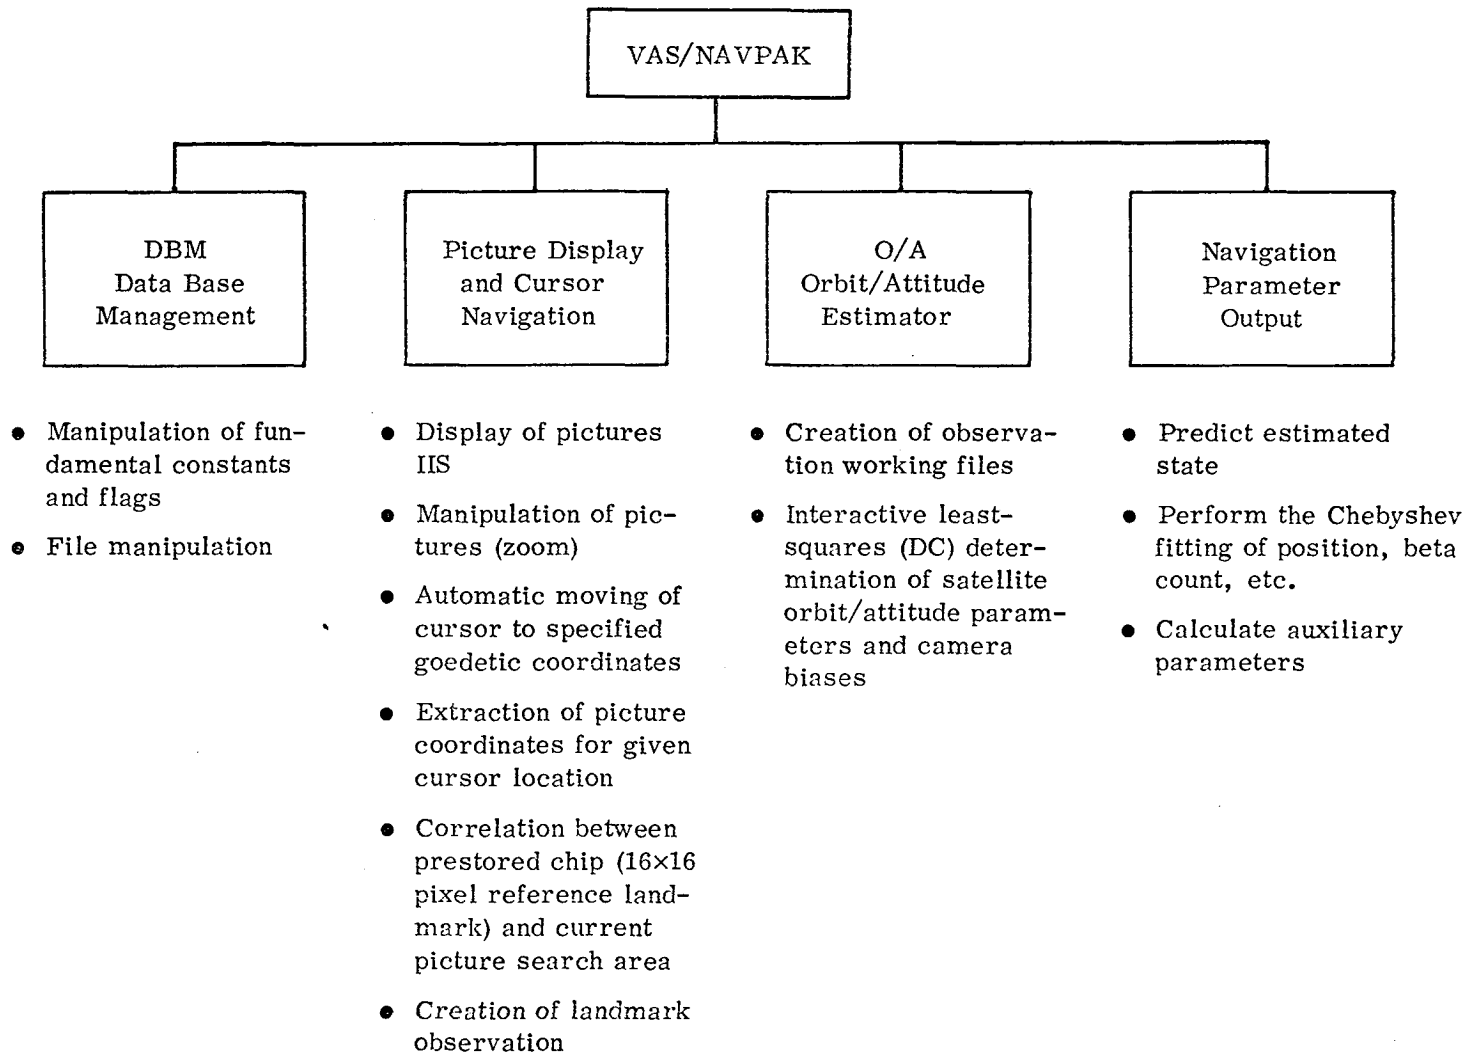 VAS/NAVPAK
DBM
Data Base
Management
Picture Display
and Cursor
Navigation
O/A
Orbit/Attitude
Estimator
Navigation
Parameter
Output
• Manipulation of fun-
damental constants
and flags
• File manipulation
• Display of pictures
IIS
• Manipulation of pic-
tures (zoom)
• Automatic moving of
cursor to specified
goedetic coordinates
• Extraction of picture
coordinates for given
cursor location
• Correlation between
prestored chip (16×16
pixel reference land-
mark) and current
picture search area
• Creation of landmark
observation
• Creation of observa-
tion working files
• Interactive least-
squares (DC) deter-
mination of satellite
orbit/attitude param-
eters and camera
biases
• Predict estimated
state
• Perform the Chebyshev
fitting of position, beta
count, etc.
• Calculate auxiliary
parameters